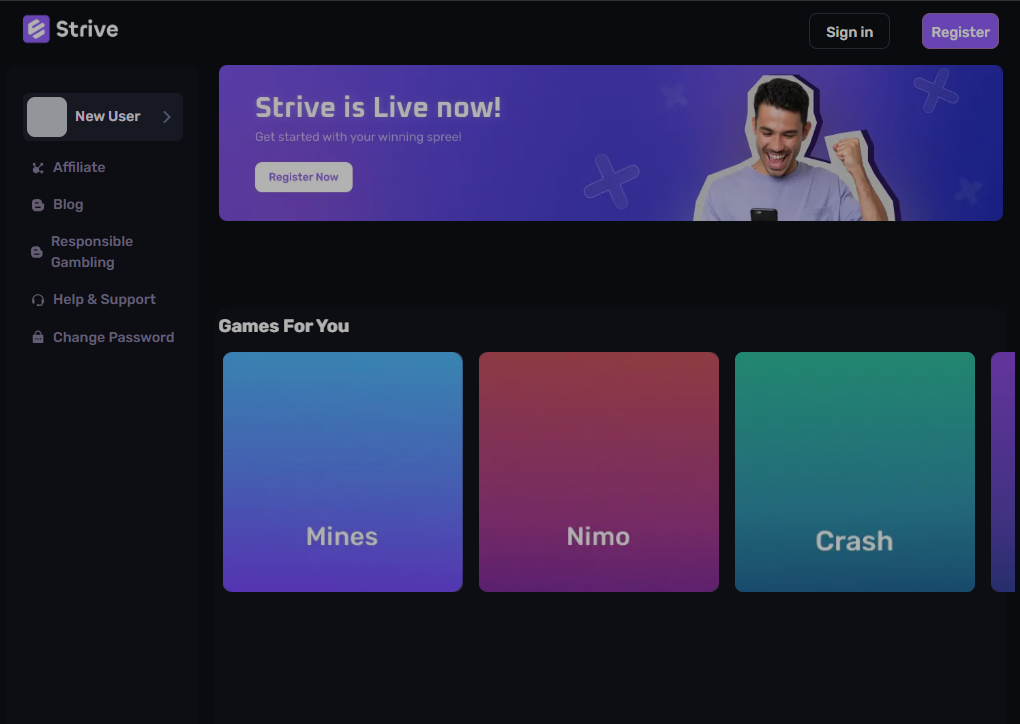 Strive
Sign in
Register
New User
Affiliate
Blog
Responsible
Gambling
Help & Support
Change Password
Strive is Live now!
Get started with your winning spree!
Register Now
Games For You
Mines
Nimo
Crash